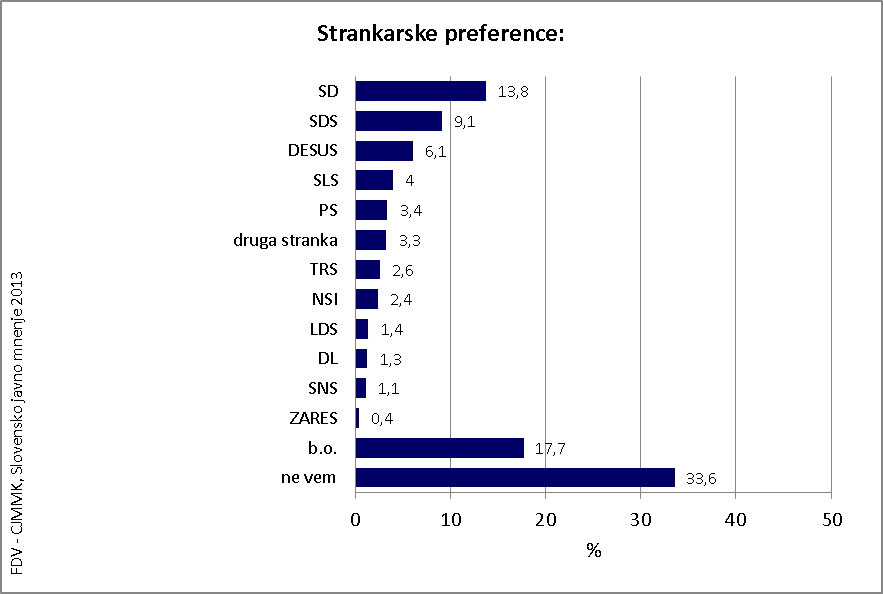 Strankarske preference:
SD 13,8
SDS 9,1
DESUS 6,1
SLS 4
PS 3,4
druga stranka 3,3
TRS 2,6
NSI 2,4
LDS 1,4
DL 1,3
SNS 1,1
ZARES 0,4
b.o. 17,7
ne vem 33,6
0 10 20 30 40 50
%
FDV - CJMMK, Slovensko javno mnenje 2013